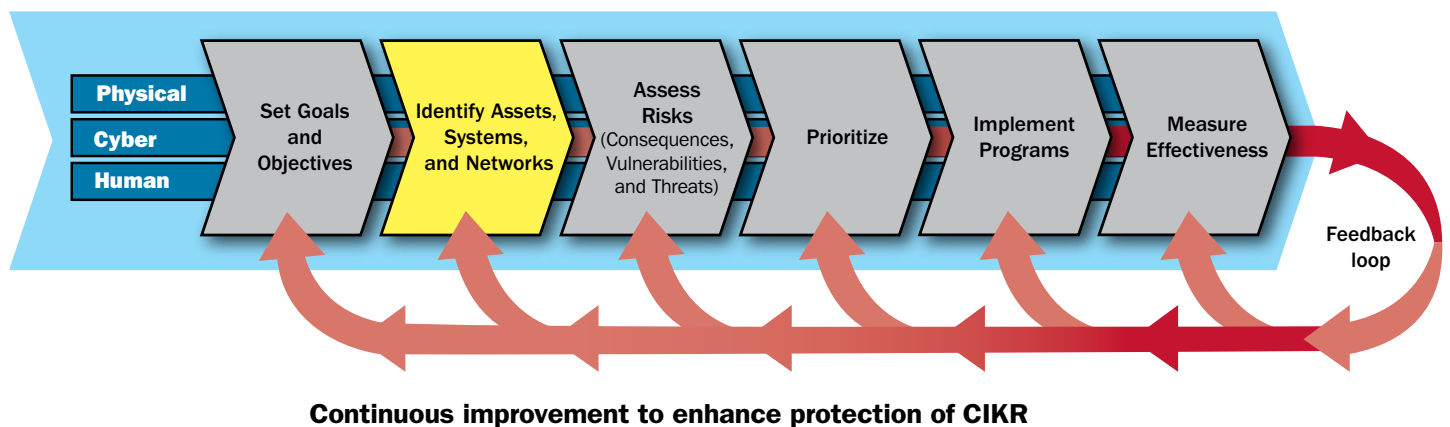 Physical
Cyber
Human
Set Goals
and
Objectives
Identify Assets,
Systems,
and Networks
Assess
Risks
(Consequences,
Vulnerabilities,
and Threats)
Prioritize
Implement
Programs
Measure
Effectiveness
Feedback
loop
Continuous improvement to enhance protection of CIKR